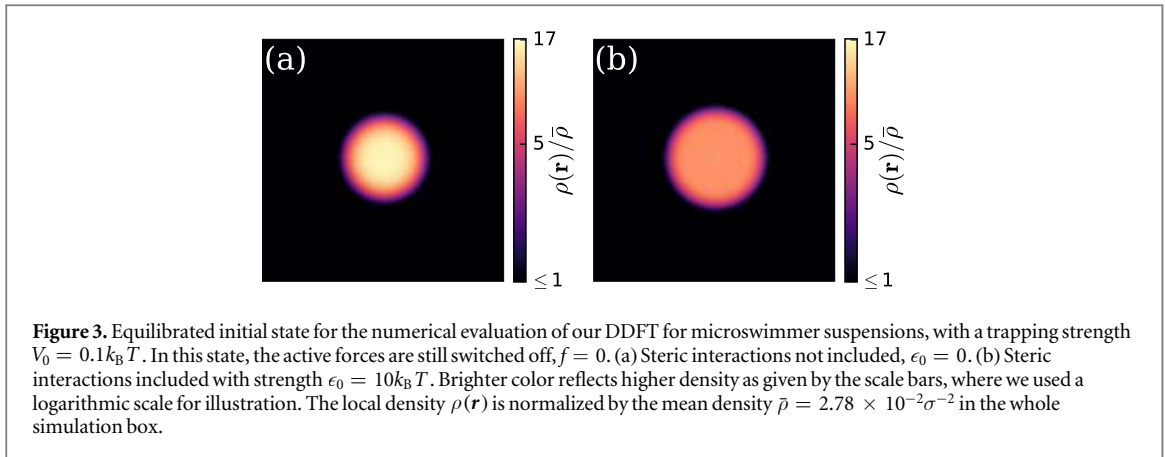 (a)
17
5
≤ 1
ρ(r)/ρ̄
(b)
17
5
≤ 1
ρ(r)/ρ̄
Figure 3. Equilibrated initial state for the numerical evaluation of our DDFT for microswimmer suspensions, with a trapping strength
V₀ = 0.1k_BT. In this state, the active forces are still switched off, f = 0. (a) Steric interactions not included, ϵ₀ = 0. (b) Steric
interactions included with strength ϵ₀ = 10k_BT. Brighter color reflects higher density as given by the scale bars, where we used a
logarithmic scale for illustration. The local density ρ(r) is normalized by the mean density ρ̄ = 2.78 × 10⁻²σ⁻² in the whole
simulation box.